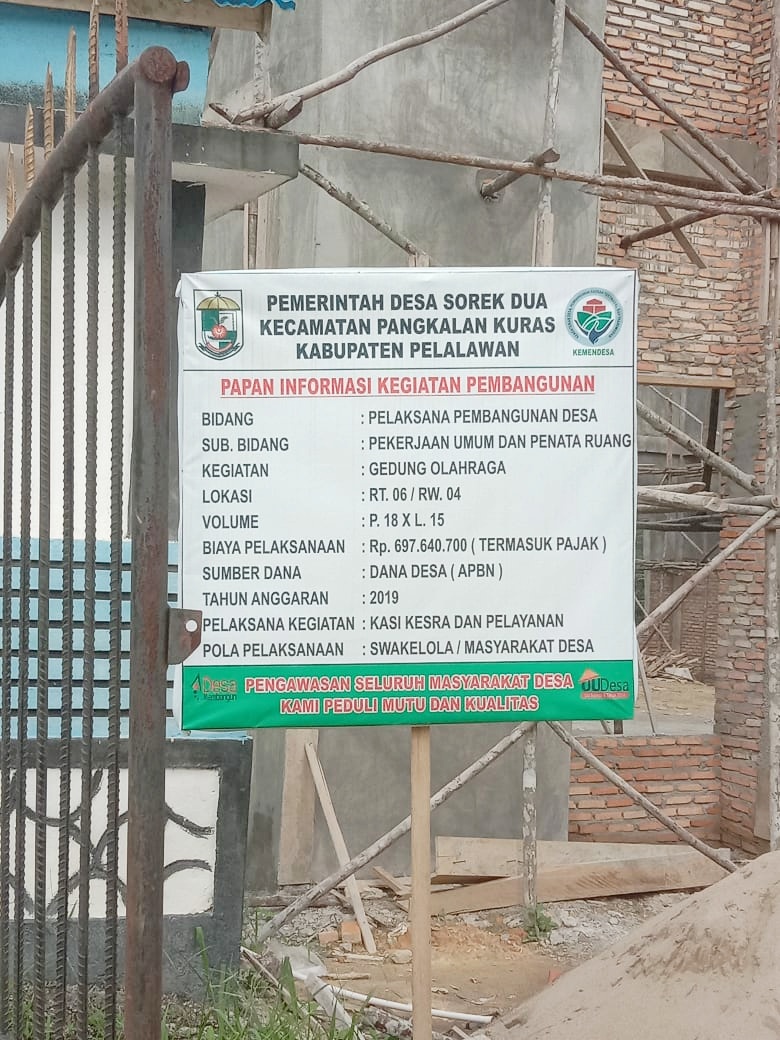 PEMERINTAH DESA SOREK DUA
KECAMATAN PANGKALAN KURAS
KABUPATEN PELALAWAN
KEMENDESA
PAPAN INFORMASI KEGIATAN PEMBANGUNAN
BIDANG : PELAKSANA PEMBANGUNAN DESA
SUB. BIDANG : PEKERJAAN UMUM DAN PENATA RUANG
KEGIATAN : GEDUNG OLAHRAGA
LOKASI : RT. 06 / RW. 04
VOLUME : P. 18 X L. 15
BIAYA PELAKSANAAN : Rp. 697.640.700 ( TERMASUK PAJAK )
SUMBER DANA : DANA DESA ( APBN )
TAHUN ANGGARAN : 2019
PELAKSANA KEGIATAN : KASI KESRA DAN PELAYANAN
POLA PELAKSANAAN : SWAKELOLA / MASYARAKAT DESA
Desa
Membangun
PENGAWASAN SELURUH MASYARAKAT DESA
KAMI PEDULI MUTU DAN KUALITAS
UUDesa